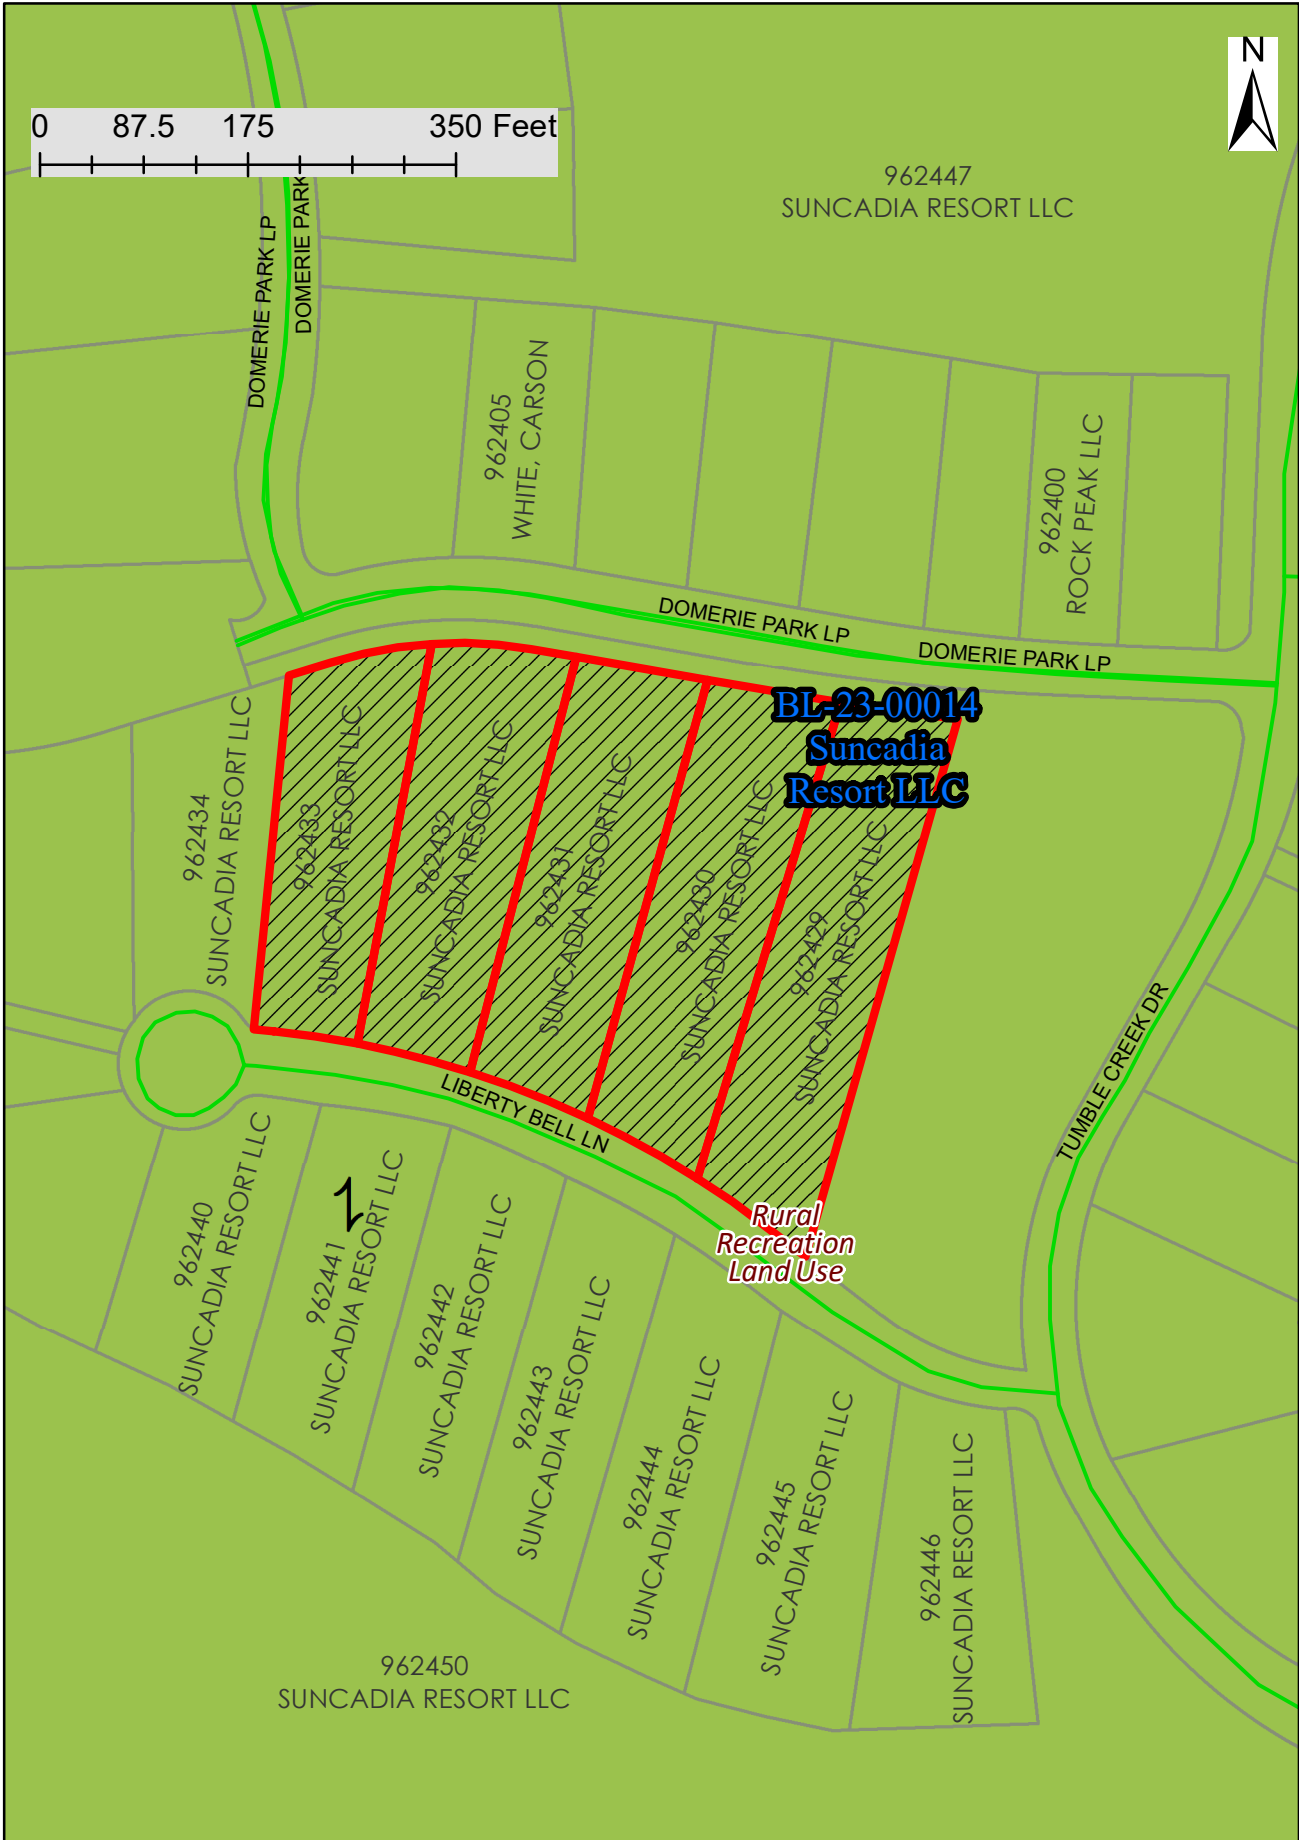 N
0 87.5 175 350 Feet
962447
SUNCADIA RESORT LLC
DOMERIE PARK LP
DOMERIE PARK
962405
WHITE, CARSON
962400
ROCK PEAK LLC
DOMERIE PARK LP
DOMERIE PARK LP
BL-23-00014
Suncadia
Resort LLC
962434
SUNCADIA RESORT LLC
962433
SUNCADIA RESORT LLC
962432
SUNCADIA RESORT LLC
962431
SUNCADIA RESORT LLC
962430
SUNCADIA RESORT LLC
962429
SUNCADIA RESORT LLC
TUMBLE CREEK DR
LIBERTY BELL LN
Rural
Recreation
Land Use
962440
SUNCADIA RESORT LLC
962441
SUNCADIA RESORT LLC
962442
SUNCADIA RESORT LLC
962443
SUNCADIA RESORT LLC
962444
SUNCADIA RESORT LLC
962445
SUNCADIA RESORT LLC
962446
SUNCADIA RESORT LLC
962450
SUNCADIA RESORT LLC